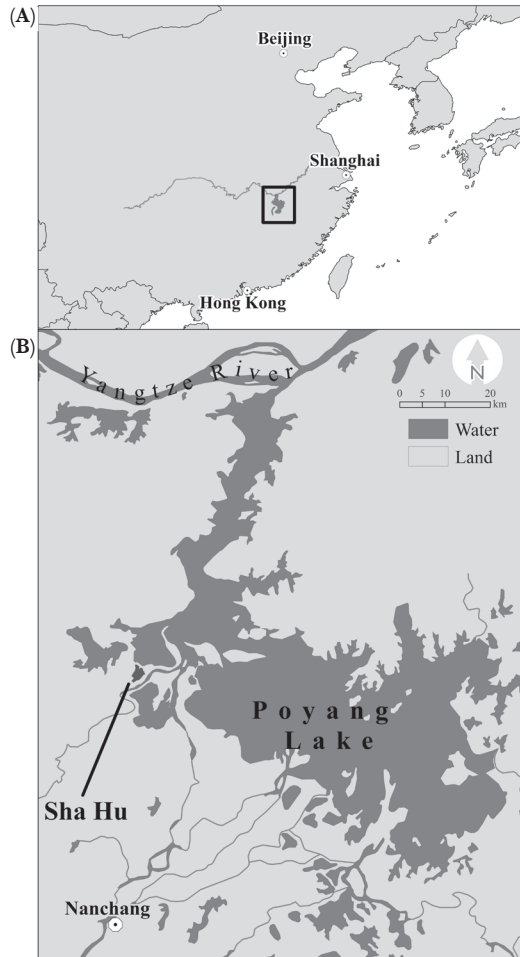 (A)
Beijing
Shanghai
Hong Kong
(B)
Yangtze River
N
0 5 10 20
km
Water
Land
Poyang
Lake
Sha Hu
Nanchang